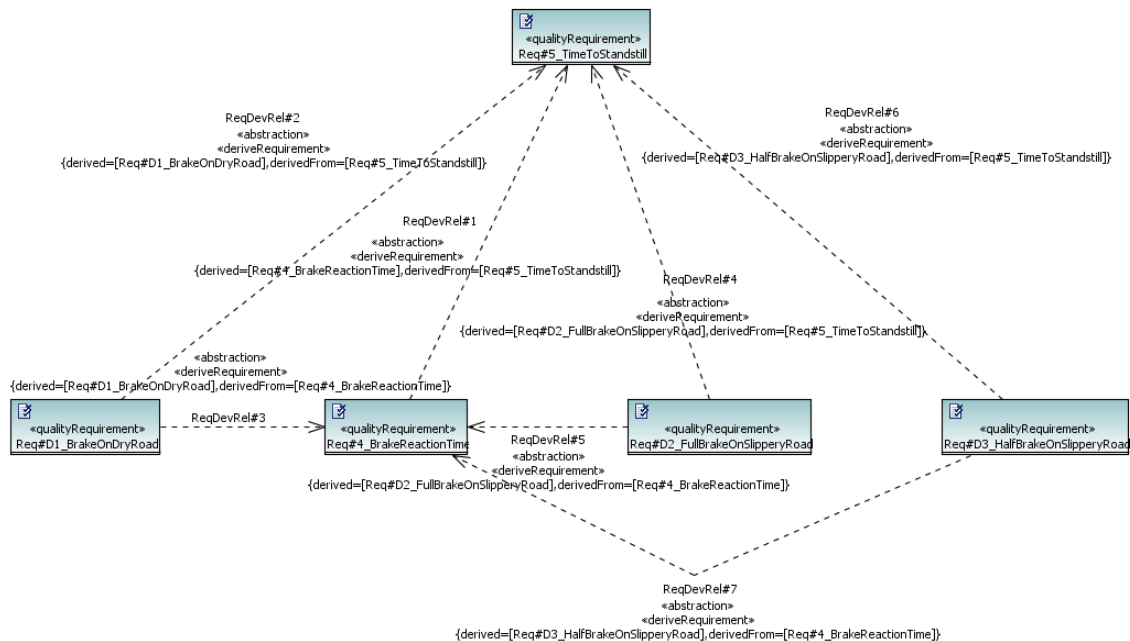 «qualityRequirement»
Req#5_TimeToStandstill
ReqDevRel#2
«abstraction»
«deriveRequirement»
{derived=[Req#D1_BrakeOnDryRoad],derivedFrom=[Req#5_TimeToStandstill]}
ReqDevRel#6
«abstraction»
«deriveRequirement»
{derived=[Req#D3_HalfBrakeOnSlipperyRoad],derivedFrom=[Req#5_TimeToStandstill]}
ReqDevRel#1
«abstraction»
«deriveRequirement»
{derived=[Req#4_BrakeReactionTime],derivedFrom=[Req#5_TimeToStandstill]}
ReqDevRel#4
«abstraction»
«deriveRequirement»
{derived=[Req#D2_FullBrakeOnSlipperyRoad],derivedFrom=[Req#5_TimeToStandstill]}
«abstraction»
«deriveRequirement»
{derived=[Req#D1_BrakeOnDryRoad],derivedFrom=[Req#4_BrakeReactionTime]}
«qualityRequirement»
Req#D1_BrakeOnDryRoad
ReqDevRel#3
«qualityRequirement»
Req#4_BrakeReactionTime
«qualityRequirement»
Req#D2_FullBrakeOnSlipperyRoad
«qualityRequirement»
Req#D3_HalfBrakeOnSlipperyRoad
ReqDevRel#5
«abstraction»
«deriveRequirement»
{derived=[Req#D2_FullBrakeOnSlipperyRoad],derivedFrom=[Req#4_BrakeReactionTime]}
ReqDevRel#7
«abstraction»
«deriveRequirement»
{derived=[Req#D3_HalfBrakeOnSlipperyRoad],derivedFrom=[Req#4_BrakeReactionTime]}